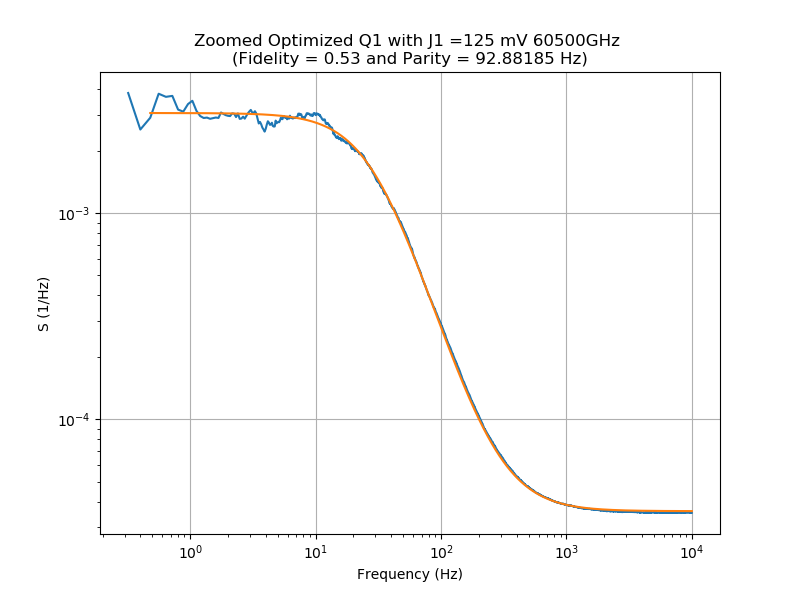 Zoomed Optimized Q1 with J1 =125 mV 60500GHz
(Fidelity = 0.53 and Parity = 92.88185 Hz)
S (1/Hz)
10⁻³
10⁻⁴
10⁰ 10¹ 10² 10³ 10⁴
Frequency (Hz)